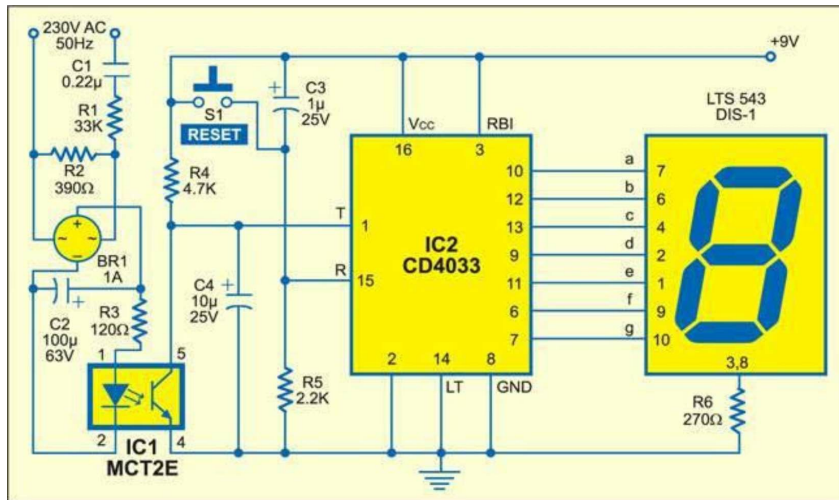 230V AC
50Hz
C1
0.22µ
R1
33K
R2
390Ω
~
+
~
–
BR1
1A
C2
100µ
63V
+
R3
120Ω
1
2
5
4
IC1
MCT2E
S1
RESET
R4
4.7K
+
C3
1µ
25V
+
C4
10µ
25V
R5
2.2K
T
R
+9V
VCC
16
RBI
3
1
15
IC2
CD4033
10
12
13
9
11
6
7
2
14
8
LT
GND
a
b
c
d
e
f
g
LTS 543
DIS-1
7
6
4
2
1
9
10
3,8
R6
270Ω